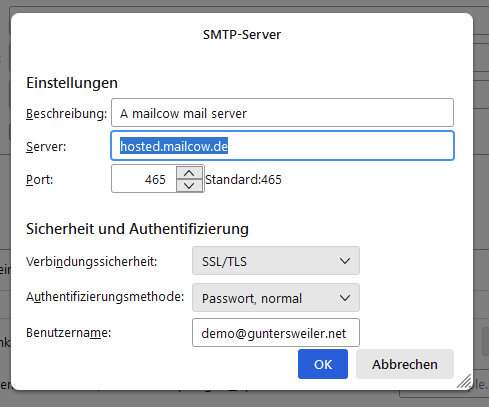 SMTP-Server
Einstellungen
Beschreibung: A mailcow mail server
Server: hosted.mailcow.de
Port: 465 Standard:465
Sicherheit und Authentifizierung
Verbindungssicherheit: SSL/TLS
Authentifizierungsmethode: Passwort, normal
Benutzername: demo@guntersweiler.net
OK Abbrechen